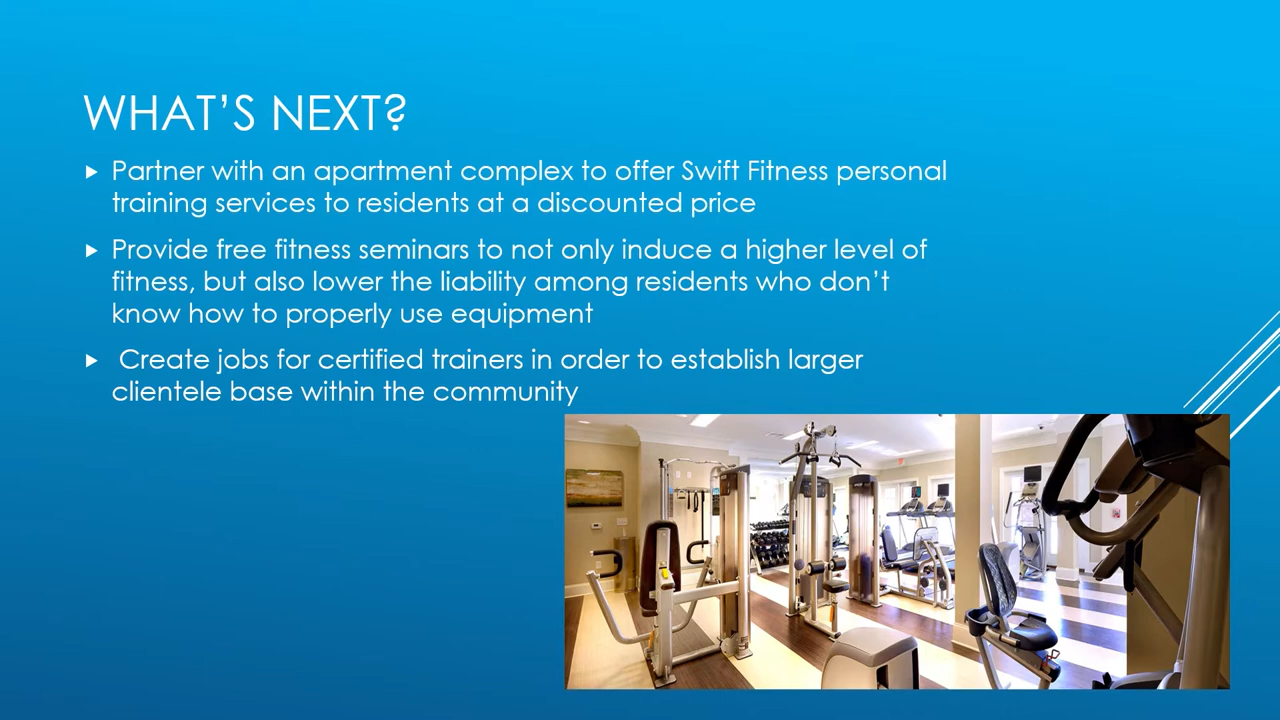 WHAT'S NEXT?
Partner with an apartment complex to offer Swift Fitness personal
training services to residents at a discounted price
Provide free fitness seminars to not only induce a higher level of
fitness, but also lower the liability among residents who don't
know how to properly use equipment
Create jobs for certified trainers in order to establish larger
clientele base within the community